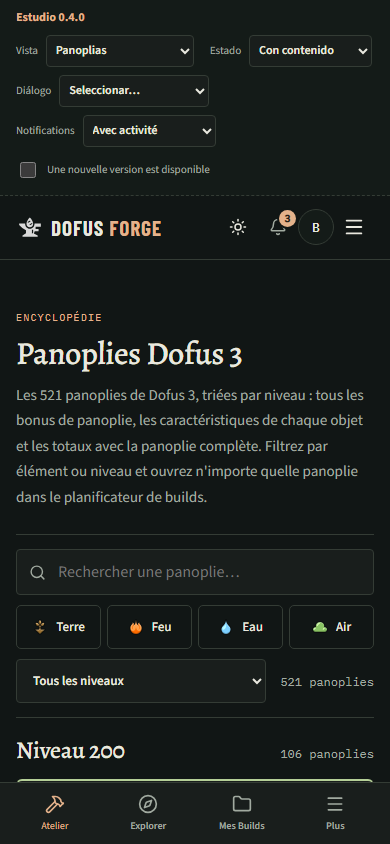 Estudio 0.4.0
Vista Panoplias Estado Con contenido
Diálogo Seleccionar...
Notifications Avec activité
Une nouvelle version est disponible
DOFUS FORGE 3 B
ENCYCLOPÉDIE
Panoplies Dofus 3
Les 521 panoplies de Dofus 3, triées par niveau : tous les
bonus de panoplie, les caractéristiques de chaque objet
et les totaux avec la panoplie complète. Filtrez par
élément ou niveau et ouvrez n'importe quelle panoplie
dans le planificateur de builds.
Rechercher une panoplie...
Terre Feu Eau Air
Tous les niveaux 521 panoplies
Niveau 200 106 panoplies
Atelier Explorer Mes Builds Plus